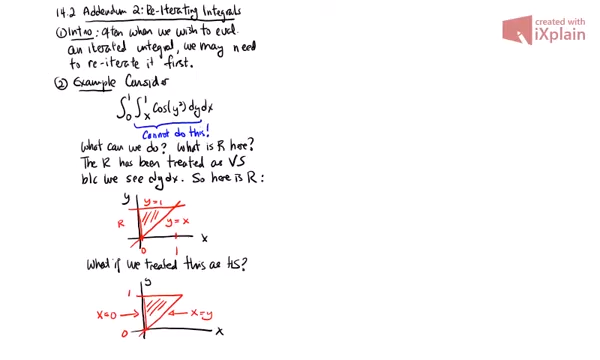 14.2 Addendum 2: Re-Iterating Integrals
① Intro: Often when we wish to eval.
an iterated integral, we may need
to re-iterate it first.
② Example Consider
∫₀¹ ∫ₓ¹ Cos(y²) dy dx
Cannot do this!
What can we do? What is R here?
The R has been treated as VS
b/c we see dy dx. So here is R:
y
y=1
R
y=x
x
0
1
What if we treated this as HS?
y
1
x=0
x=y
0
x
created with
iXplain